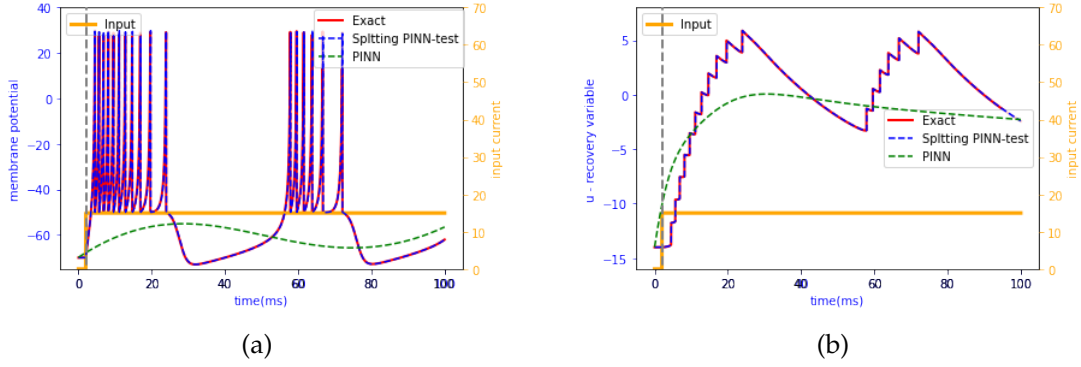 40
20
0
−20
−40
−60
membrane potential
0
20
40
60
80
100
time(ms)
70
60
50
40
30
20
10
0
input current
Input
Exact
Spltting PINN-test
PINN
(a)
5
0
−5
−10
−15
u - recovery variable
0
20
40
60
80
100
time(ms)
70
60
50
40
30
20
10
0
input current
Input
Exact
Spltting PINN-test
PINN
(b)